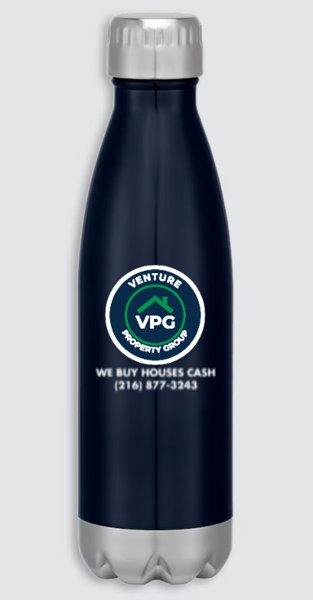 VENTURE
VPG
PROPERTY GROUP
WE BUY HOUSES CASH
(216) 877-3243